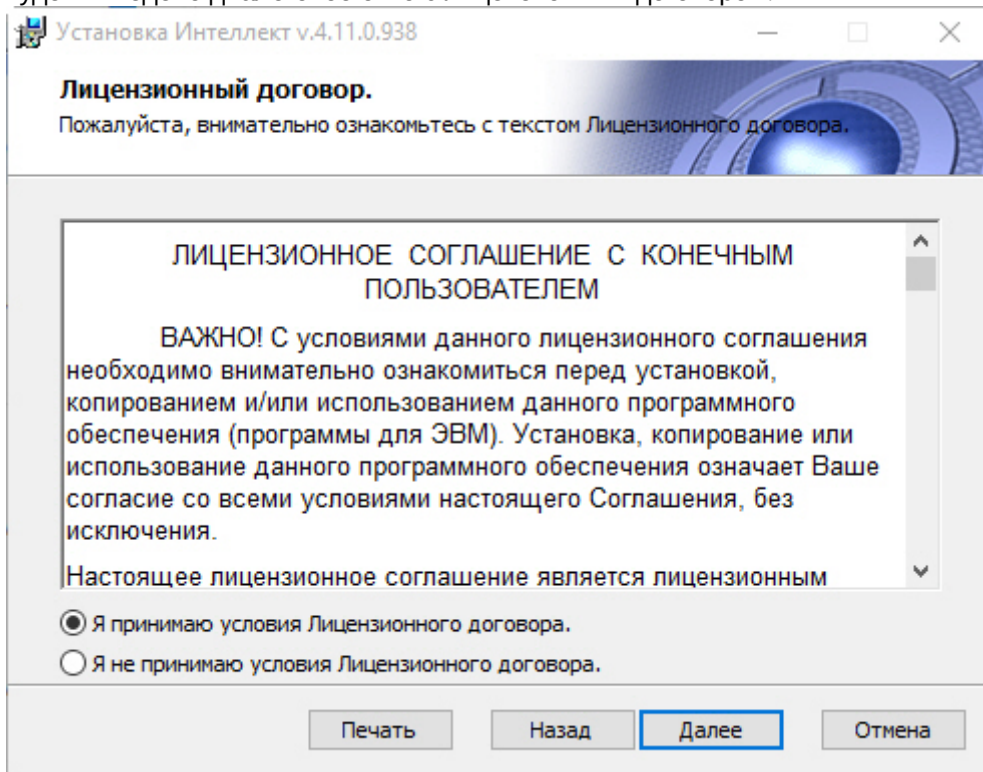 Установка Интеллект v.4.11.0.938
Лицензионный договор.
Пожалуйста, внимательно ознакомьтесь с текстом Лицензионного договора.
ЛИЦЕНЗИОННОЕ СОГЛАШЕНИЕ С КОНЕЧНЫМ
ПОЛЬЗОВАТЕЛЕМ
ВАЖНО! С условиями данного лицензионного соглашения
необходимо внимательно ознакомиться перед установкой,
копированием и/или использованием данного программного
обеспечения (программы для ЭВМ). Установка, копирование или
использование данного программного обеспечения означает Ваше
согласие со всеми условиями настоящего Соглашения, без
исключения.
Настоящее лицензионное соглашение является лицензионным
Я принимаю условия Лицензионного договора.
Я не принимаю условия Лицензионного договора.
Печать Назад Далее Отмена